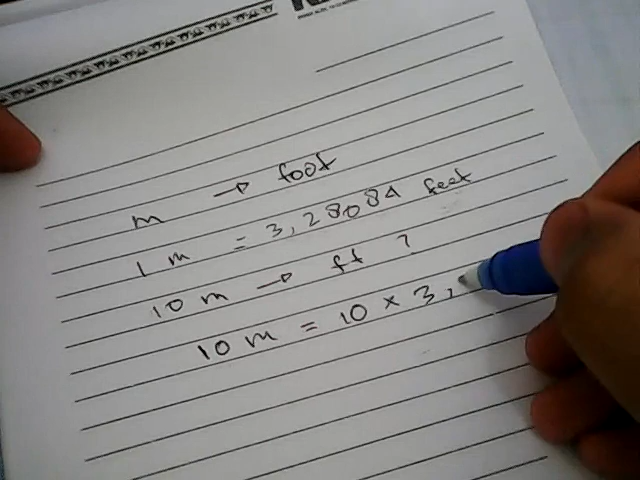 m → foot
1 m = 3,28084 feet
10 m → ft ?
10 m = 10 × 3,